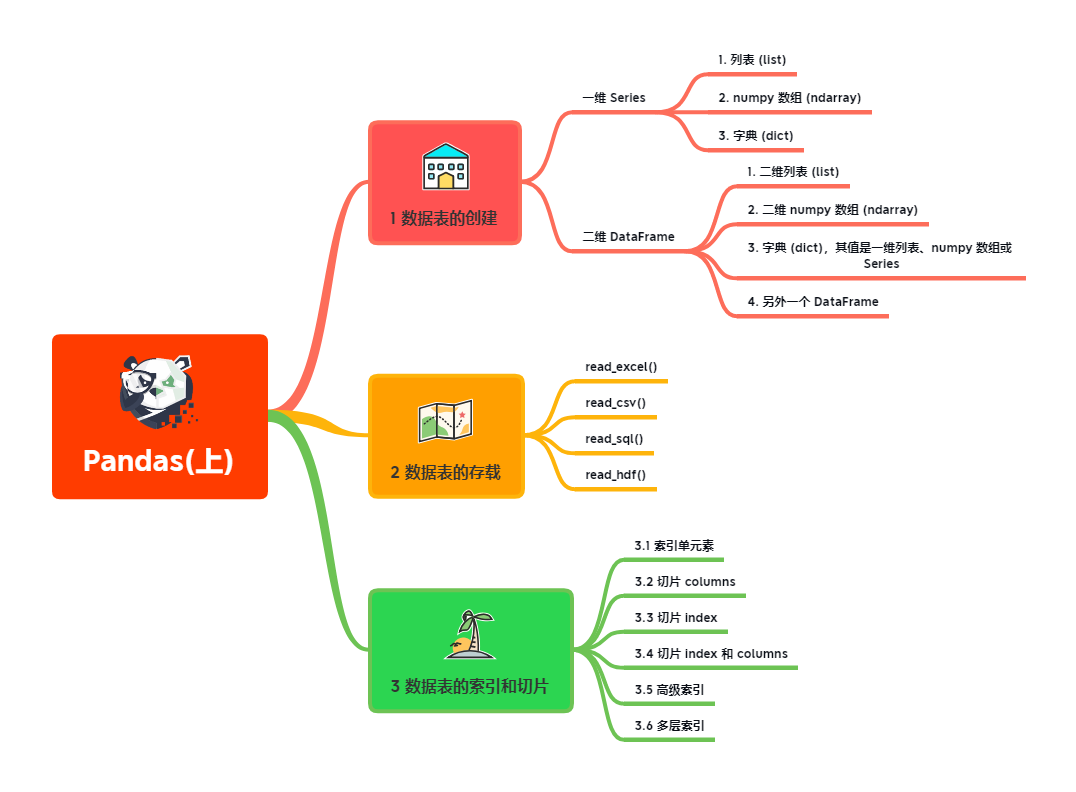 Pandas(上)
1 数据表的创建
一维 Series
1. 列表 (list)
2. numpy 数组 (ndarray)
3. 字典 (dict)
二维 DataFrame
1. 二维列表 (list)
2. 二维 numpy 数组 (ndarray)
3. 字典 (dict)，其值是一维列表、numpy 数组或
Series
4. 另外一个 DataFrame
2 数据表的存载
read_excel()
read_csv()
read_sql()
read_hdf()
3 数据表的索引和切片
3.1 索引单元素
3.2 切片 columns
3.3 切片 index
3.4 切片 index 和 columns
3.5 高级索引
3.6 多层索引